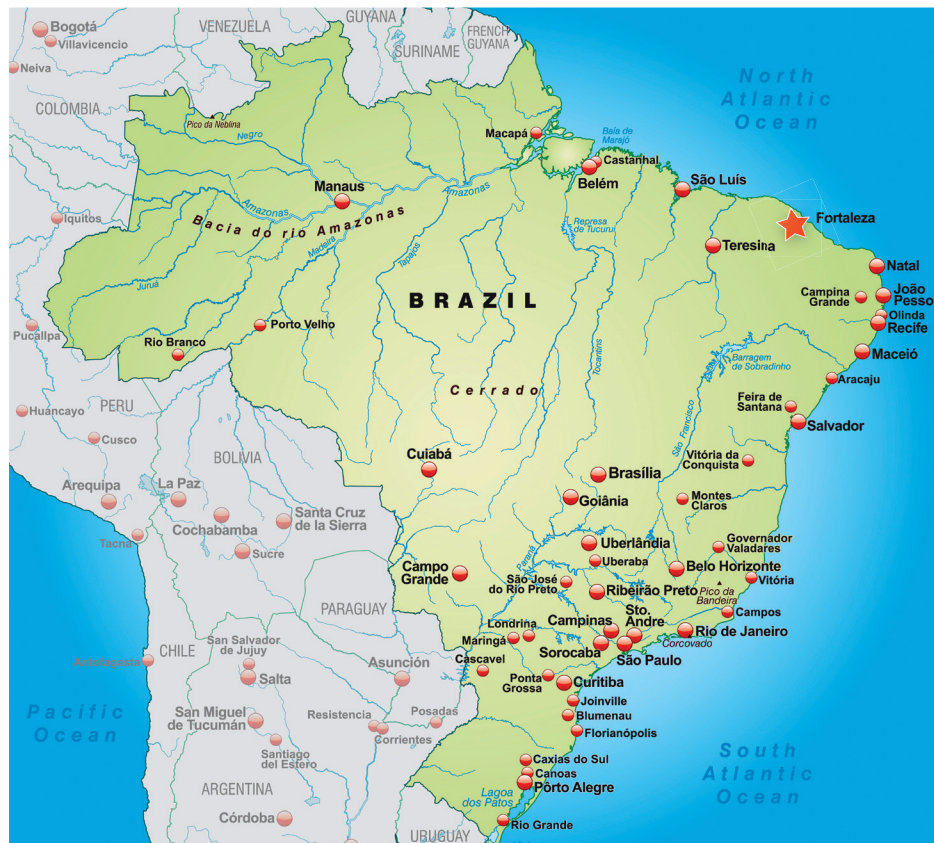 Bogotá
Villavicencio
Neiva
COLOMBIA
VENEZUELA
GUYANA
SURINAME
FRENCH
GUYANA
North
Atlantic
Ocean
Pico da Neblina
Negro
Macapá
Baía de
Marajó
Castanhal
Belém
São Luís
Manaus
Amazonas
Amazonas
Bacia do rio Amazonas
Madeira
Tapajos
Juruá
Iquitos
Represa
de Tucuruí
Fortaleza
Teresina
Natal
Campina
Grande
João
Pesso
Olinda
Recife
Maceió
Aracaju
BRAZIL
Porto Velho
Rio Branco
Pucallpa
Tocantins
Barragem
de Sobradinho
Cerrado
São Francisco
Feira de
Santana
Salvador
Huancayo
PERU
Cusco
BOLIVIA
Cuiabá
Brasília
Goiânia
Vitória da
Conquista
Montes
Claros
Arequipa
La Paz
Cochabamba
Santa Cruz
de la Sierra
Tacna
Sucre
Paraná
Uberlândia
Uberaba
Governador
Valadares
Belo Horizonte
Vitória
Campo
Grande
São José
do Rio Preto
Ribeirão Preto
Pico da
Bandeira
Campos
PARAGUAY
Londrina
Maringá
Cascavel
Campinas
Sto.
Andre
Sorocaba
São Paulo
Rio de Janeiro
Corcovado
Antofagasta
CHILE
San Salvador
de Jujuy
Salta
Asunción
Ponta
Grossa
Curitiba
Joinville
Blumenau
Florianópolis
Pacific
Ocean
San Miguel
de Tucumán
Resistencia
Posadas
Corrientes
Santiago
del Estero
Caxias do Sul
Canoas
Pôrto Alegre
Lagoa
dos Patos
South
Atlantic
Ocean
ARGENTINA
Córdoba
Rio Grande
URUGUAY